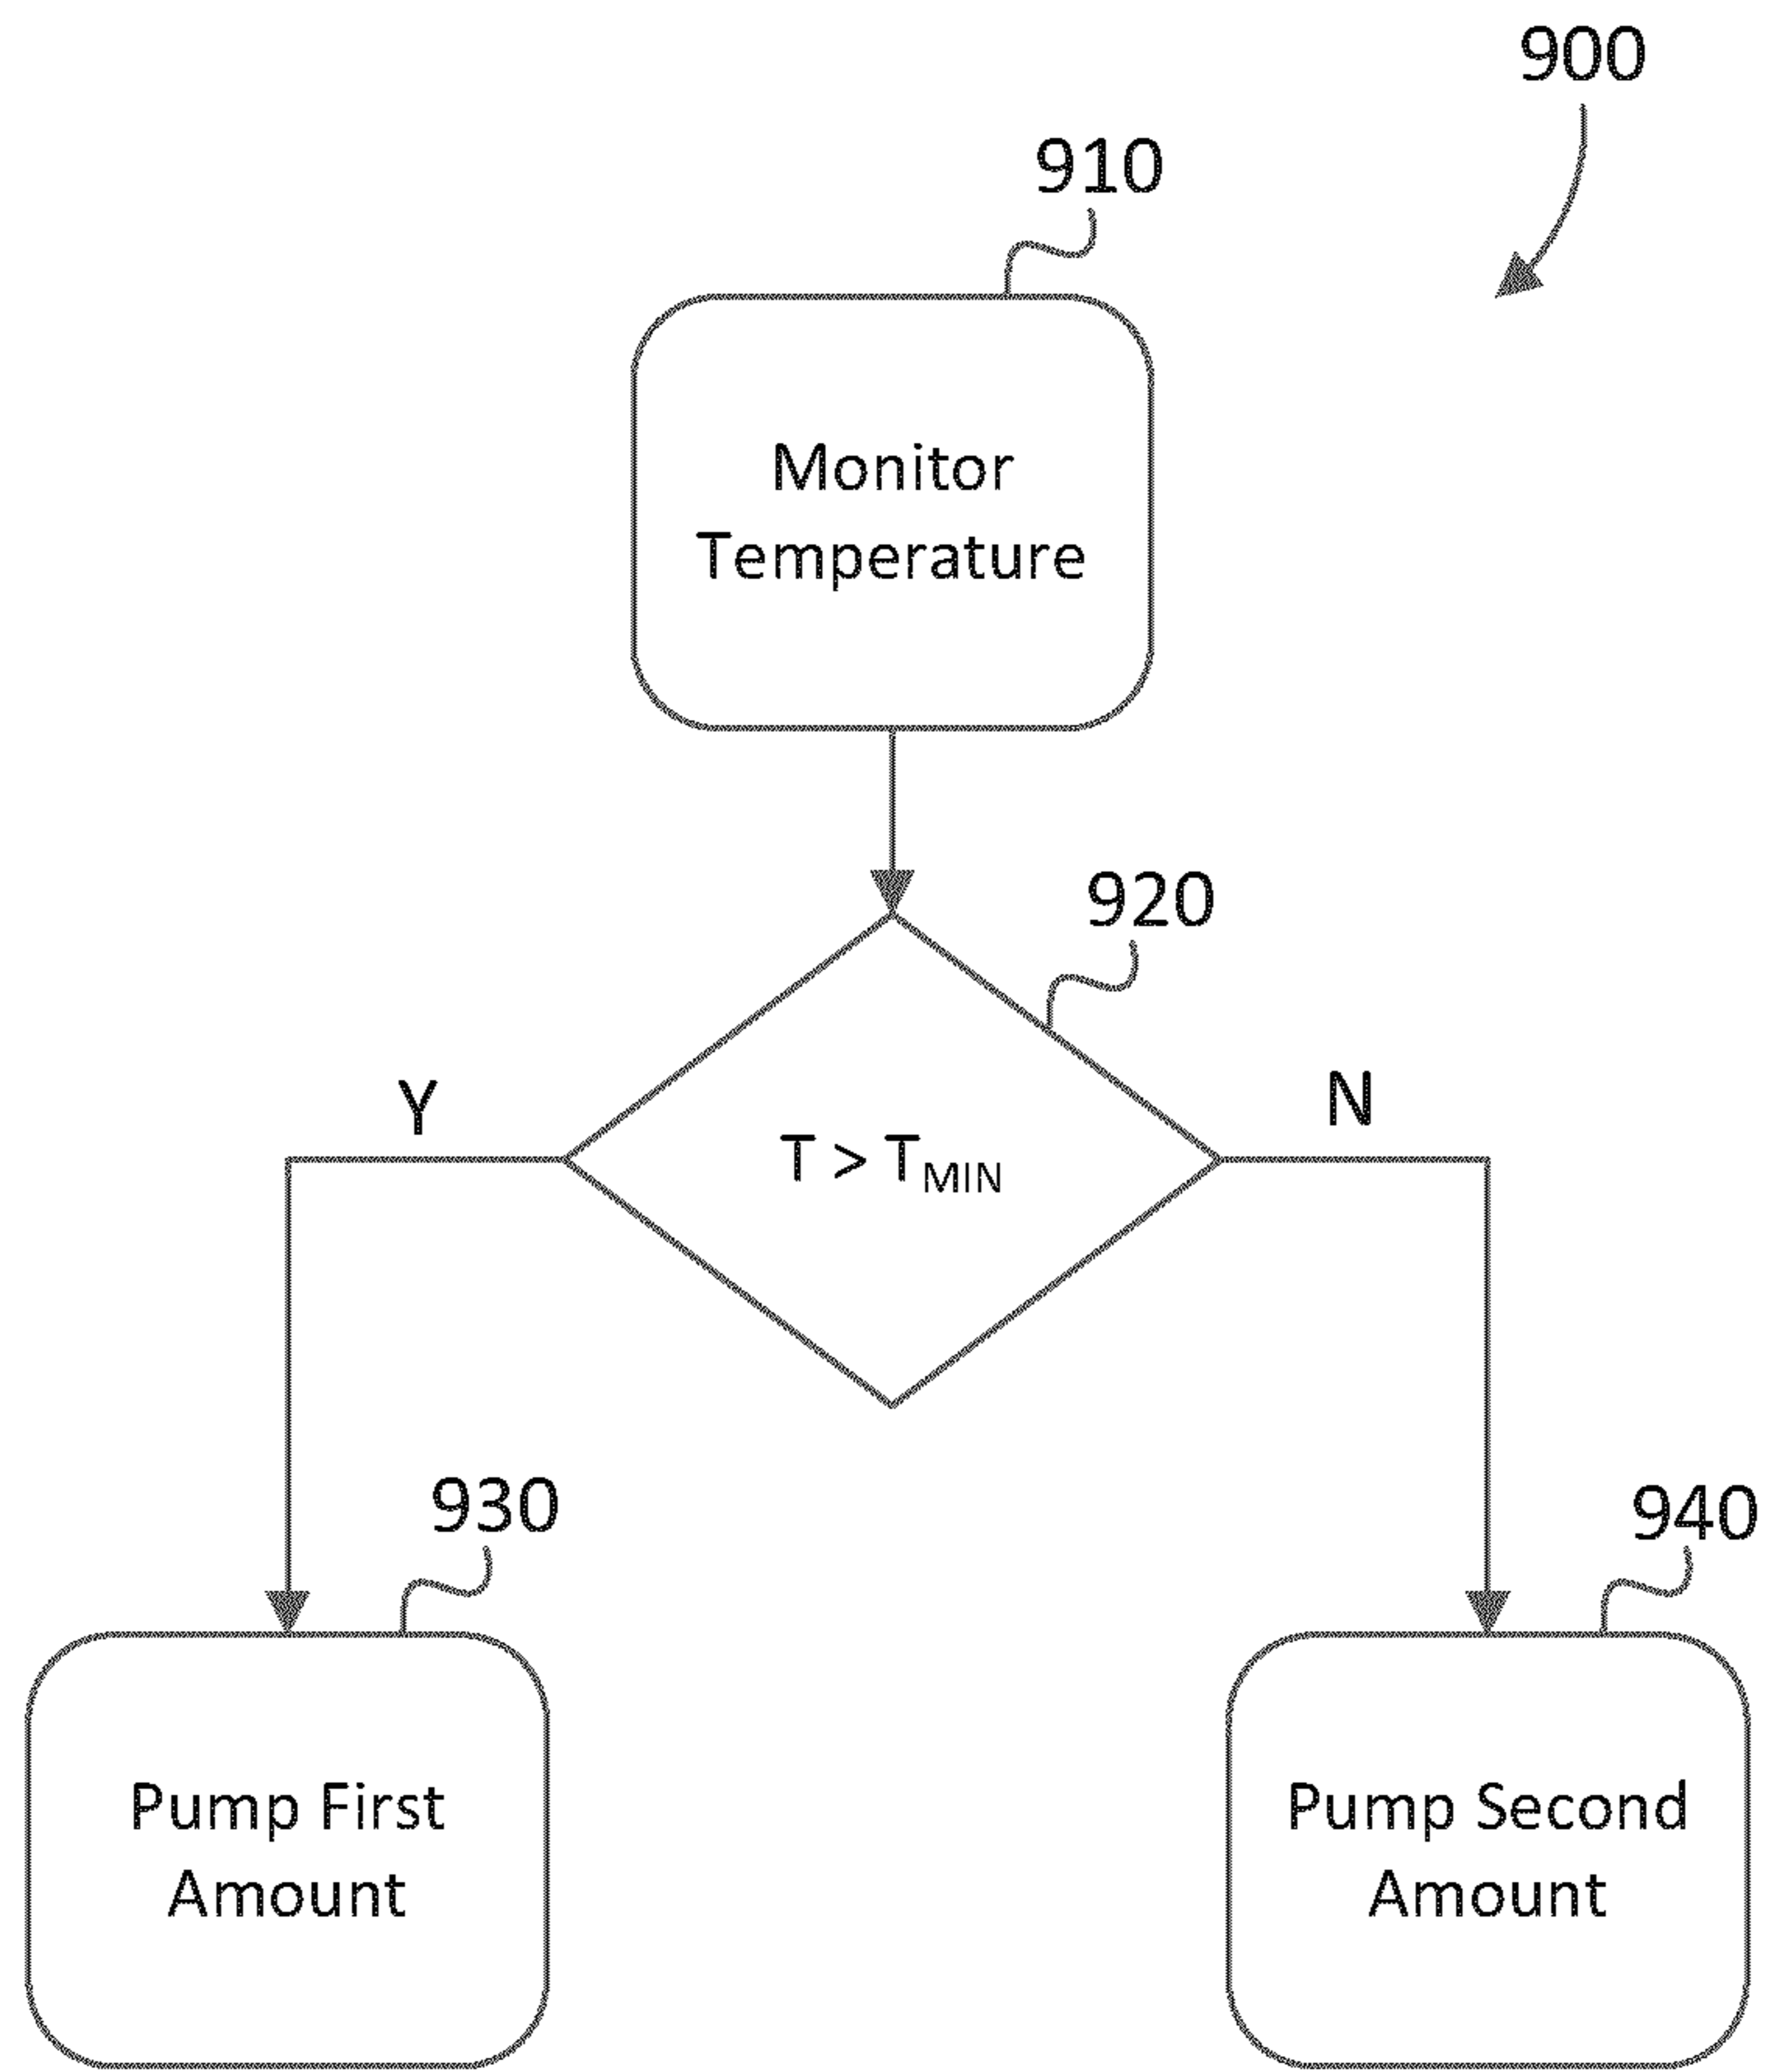 900
910
Monitor
Temperature
920
Y
N
T > TMIN
930
940
Pump First
Amount
Pump Second
Amount